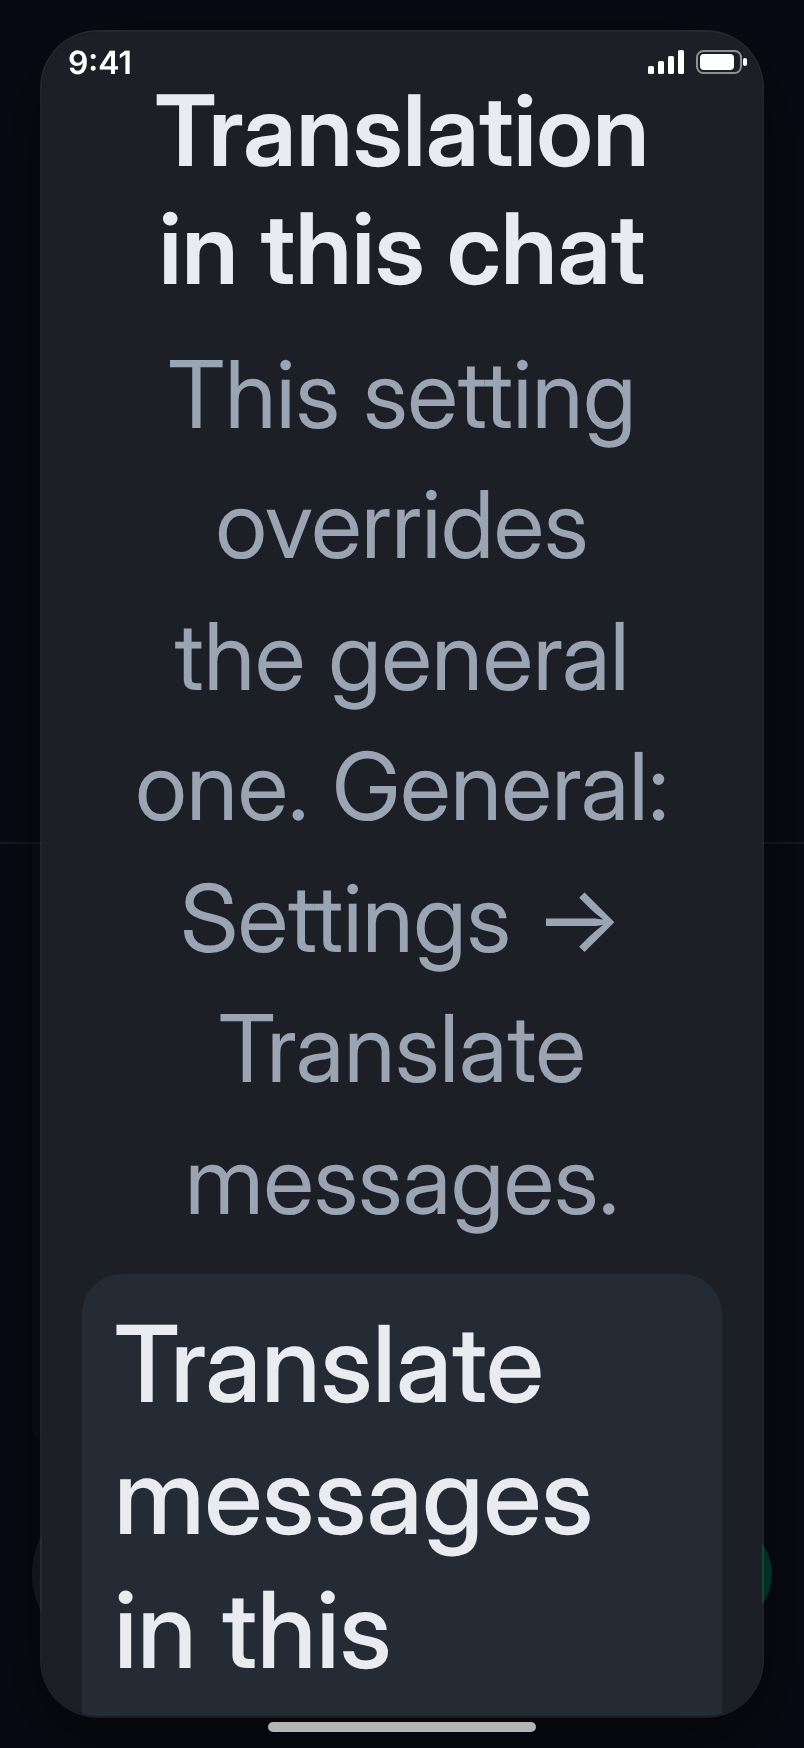 9:41
Translation
in this chat
This setting
overrides
the general
one. General:
Settings →
Translate
messages.
Translate
messages
in this